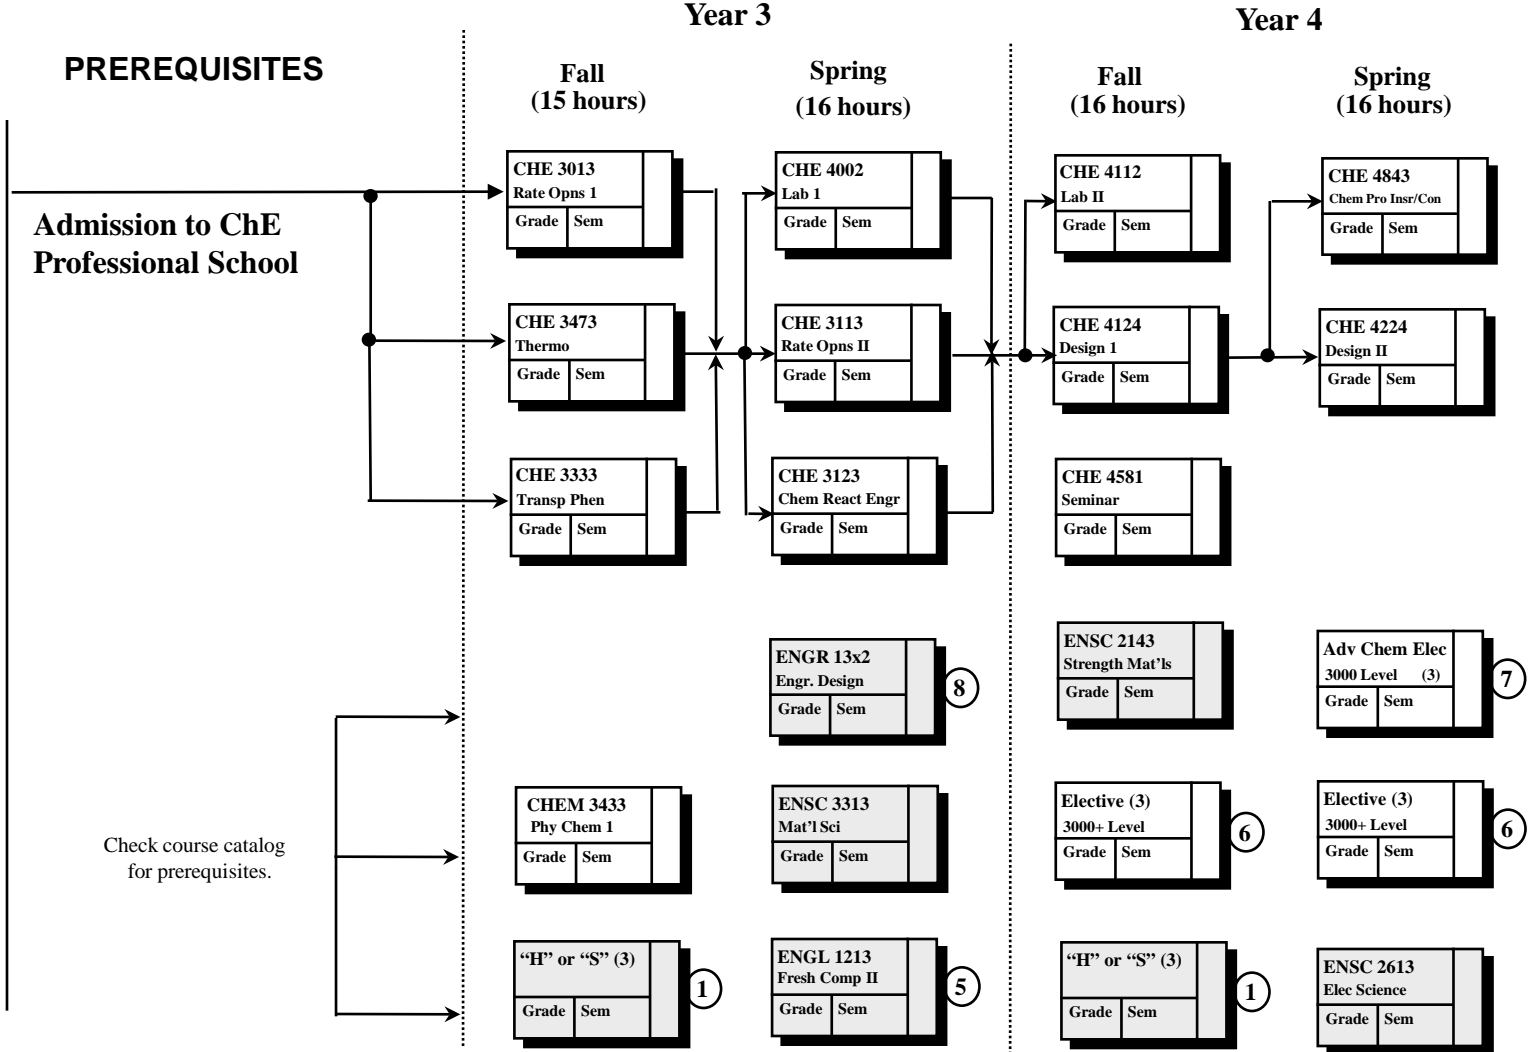 Year 3
Year 4
PREREQUISITES
Fall
(15 hours)
Spring
(16 hours)
Fall
(16 hours)
Spring
(16 hours)
Admission to ChE
Professional School
CHE 3013
Rate Opns 1
Grade Sem
CHE 4002
Lab 1
Grade Sem
CHE 4112
Lab II
Grade Sem
CHE 4843
Chem Pro Insr/Con
Grade Sem
CHE 3473
Thermo
Grade Sem
CHE 3113
Rate Opns II
Grade Sem
CHE 4124
Design 1
Grade Sem
CHE 4224
Design II
Grade Sem
CHE 3333
Transp Phen
Grade Sem
CHE 3123
Chem React Engr
Grade Sem
CHE 4581
Seminar
Grade Sem
ENGR 13x2
Engr. Design
Grade Sem
8
ENSC 2143
Strength Mat'ls
Grade Sem
Adv Chem Elec
3000 Level (3)
Grade Sem
7
Check course catalog
for prerequisites.
CHEM 3433
Phy Chem 1
Grade Sem
ENSC 3313
Mat'l Sci
Grade Sem
Elective (3)
3000+ Level
Grade Sem
6
Elective (3)
3000+ Level
Grade Sem
6
“H” or “S” (3)
Grade Sem
1
ENGL 1213
Fresh Comp II
Grade Sem
5
“H” or “S” (3)
Grade Sem
1
ENSC 2613
Elec Science
Grade Sem